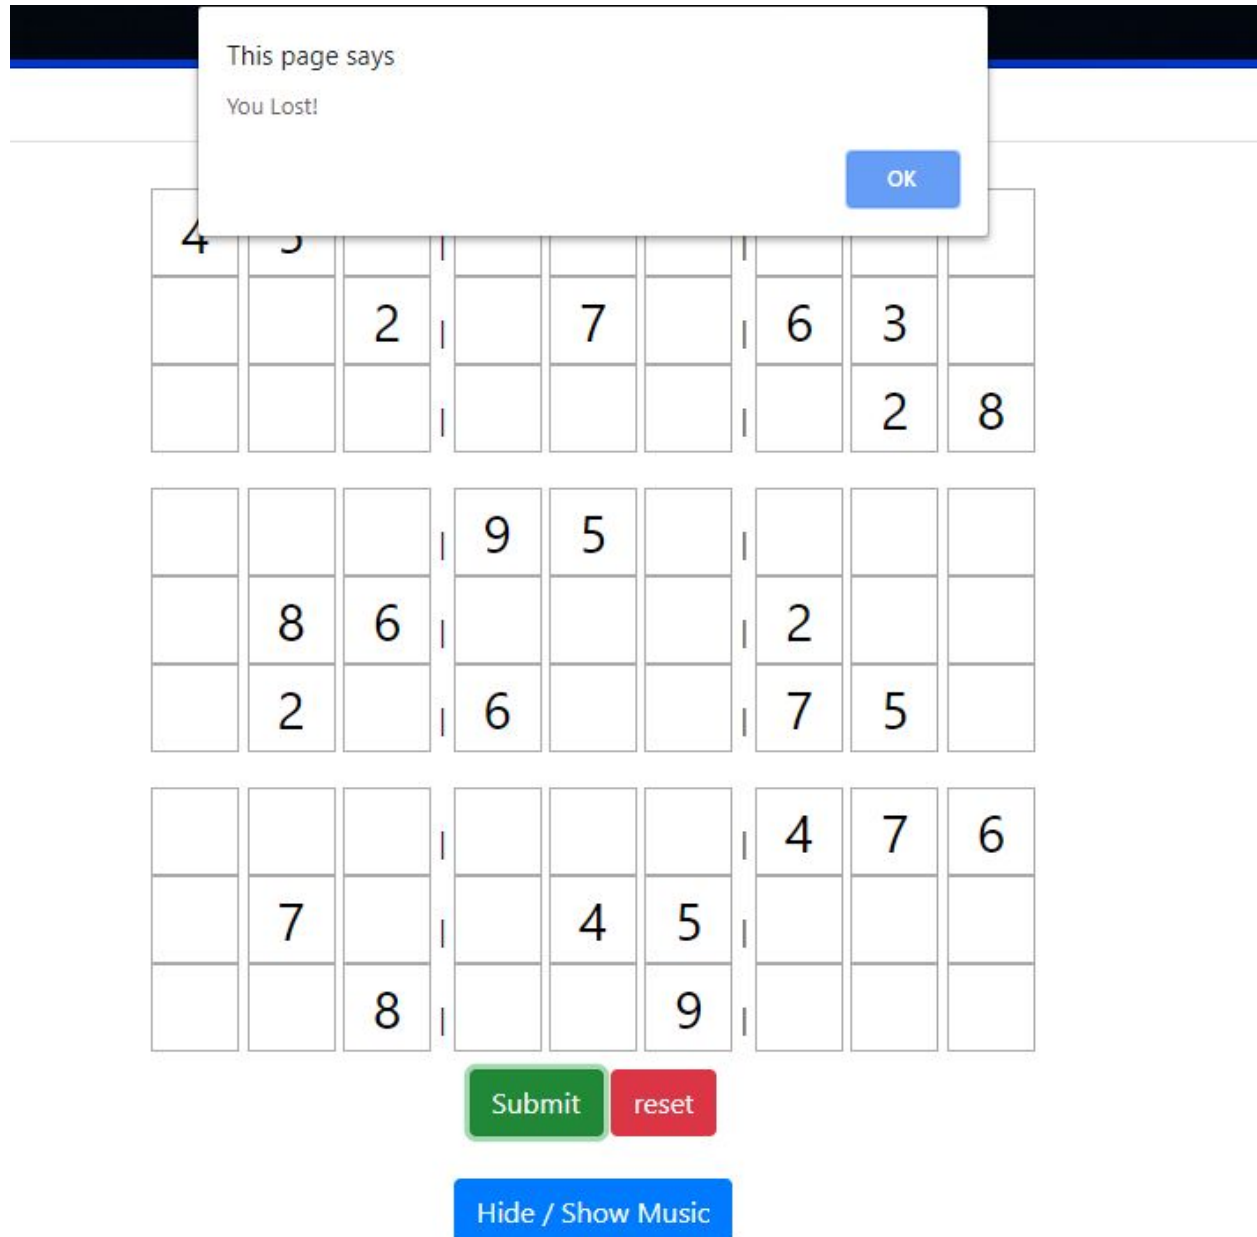 This page says
You Lost!
OK
4 | |
2 | 7 | 6 3
| | 2 8
| 9 5 |
8 6 | | 2
2 | 6 | 7 5
| | 4 7 6
7 | 4 5 |
8 | 9 |
Submit reset
Hide / Show Music